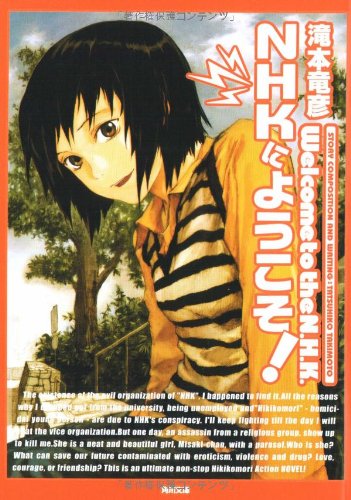 「著作権保護コンテンツ」
滝本竜彦
NHKにようこそ!
Welcome to the N.H.K.
STORY COMPOSITION AND WRITING:TATSUHIKO TAKIMOTO
The existence of the evil organization of "NHK", I happened to find it.All the reasons
why I dropped out from the university, being unemployed and "Hikikomori" - homici-
dal young person - are due to NHK's conspiracy. I'll keep fighting till the day I will
beat the vice organization.But one day, an assassin from a religious group, show up
to kill me.She is a neat and beautiful girl, Misaki-chan, with a parasol.Who is she?
What can save our future contaminated with eroticism, violence and drug? Love,
courage, or friendship? This is an ultimate non-stop Hikikomori Action NOVEL!
「著作権保護コンテンツ」
角川文庫